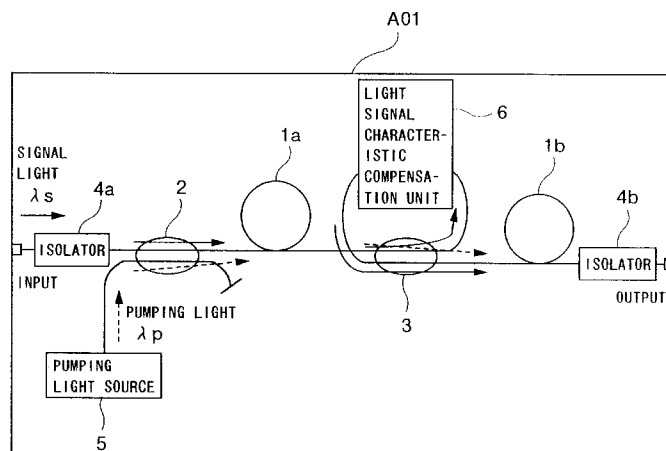 A01
LIGHT
SIGNAL
CHARACTER-
ISTIC
COMPENSA-
TION UNIT
6
1a
1b
SIGNAL
LIGHT
λs
4a
2
4b
ISOLATOR
ISOLATOR
INPUT
OUTPUT
3
PUMPING LIGHT
λp
PUMPING
LIGHT SOURCE
5